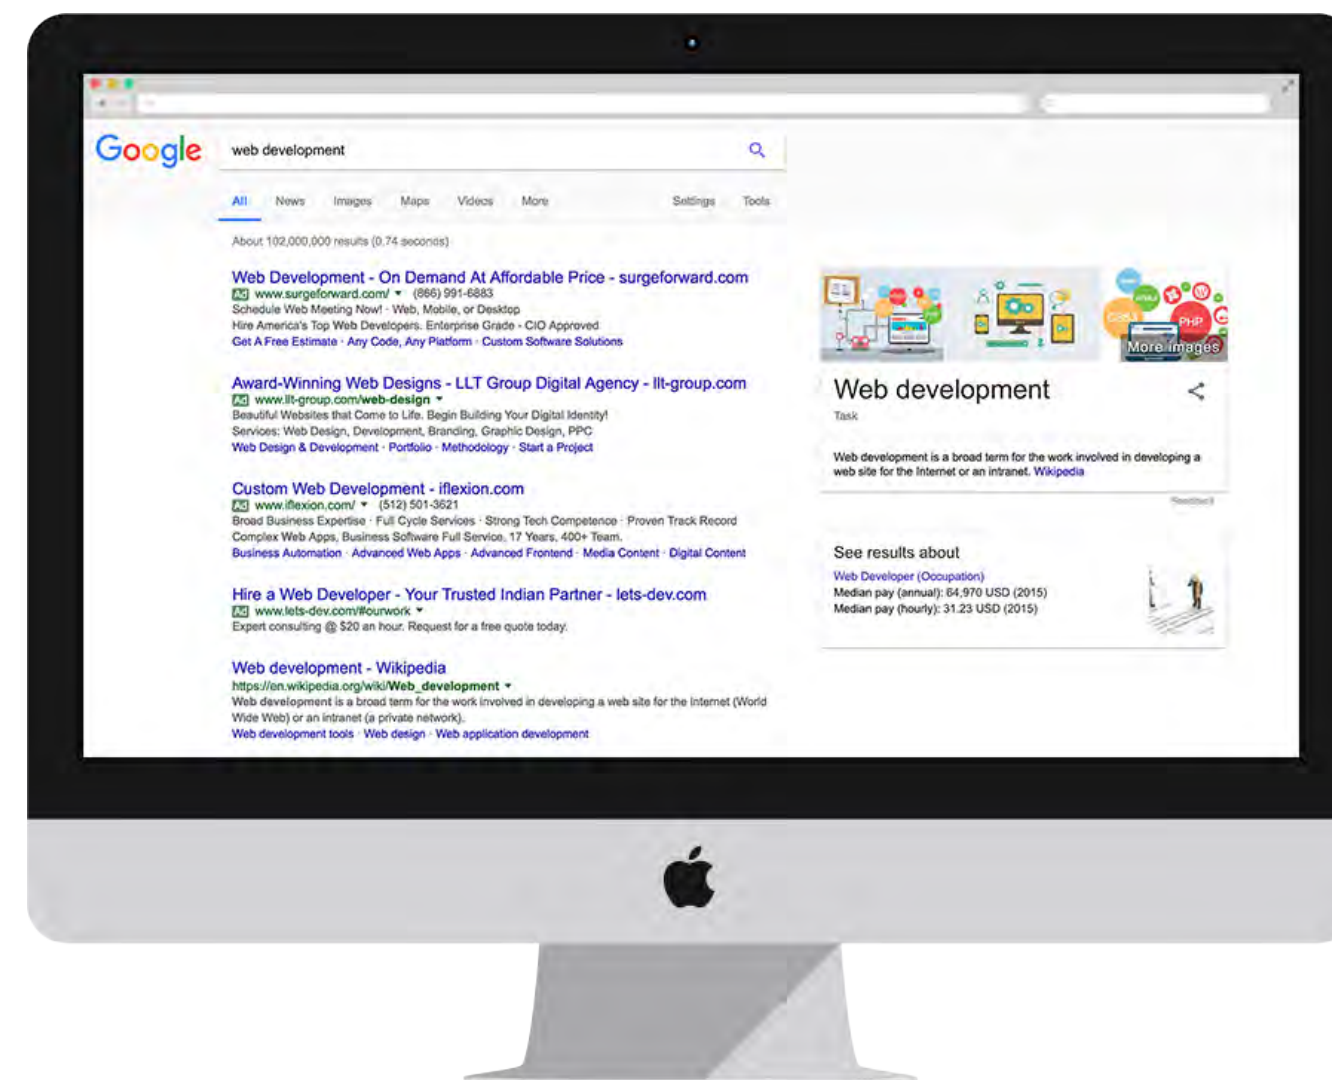 Google
web development
All News Images Maps Videos More Settings Tools
About 102,000,000 results (0.74 seconds)
Web Development - On Demand At Affordable Price - surgeforward.com
Ad www.surgeforward.com/ (866) 991-6883
Schedule Web Meeting Now! · Web, Mobile, or Desktop
Hire America's Top Web Developers. Enterprise Grade - CIO Approved
Get A Free Estimate · Any Code, Any Platform · Custom Software Solutions
Award-Winning Web Designs - LLT Group Digital Agency - llt-group.com
Ad www.llt-group.com/web-design
Beautiful Websites that Come to Life. Begin Building Your Digital Identity!
Services: Web Design, Development, Branding, Graphic Design, PPC
Web Design & Development · Portfolio · Methodology · Start a Project
Custom Web Development - iflexion.com
Ad www.iflexion.com/ (512) 501-3621
Broad Business Expertise · Full Cycle Services · Strong Tech Competence · Proven Track Record
Complex Web Apps, Business Software Full Service, 17 Years, 400+ Team.
Business Automation · Advanced Web Apps · Advanced Frontend · Media Content · Digital Content
Hire a Web Developer - Your Trusted Indian Partner - lets-dev.com
Ad www.lets-dev.com/#ourwork
Expert consulting @ $20 an hour. Request for a free quote today.
Web development - Wikipedia
https://en.wikipedia.org/wiki/Web_development
Web development is a broad term for the work involved in developing a web site for the Internet (World
Wide Web) or an intranet (a private network).
Web development tools · Web design · Web application development
PHP
More images
Web development
Task
Web development is a broad term for the work involved in developing a
web site for the Internet or an intranet. Wikipedia
Feedback
See results about
Web Developer (Occupation)
Median pay (annual): 64,970 USD (2015)
Median pay (hourly): 31.23 USD (2015)